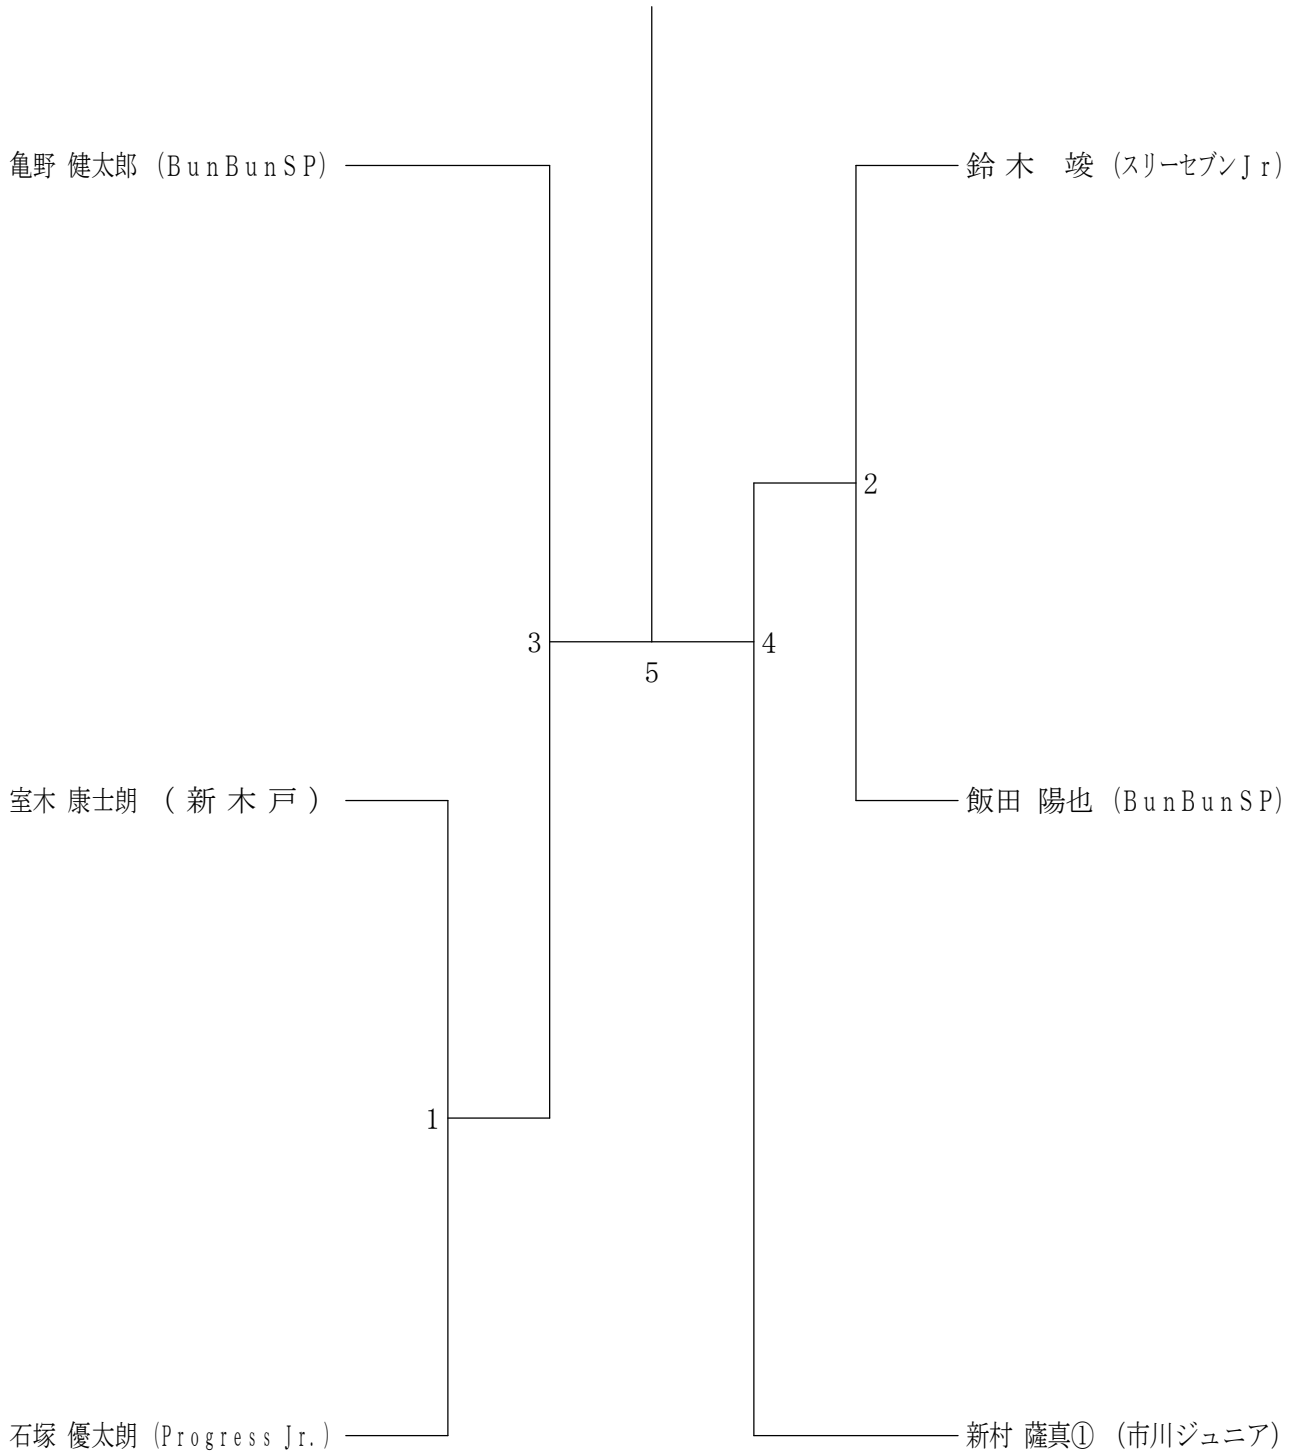 亀野 健太郎 (BunBunSP)
鈴木 竣 (スリーセブンJr)
2
3
4
5
室木 康士朗 (新木戸)
飯田 陽也 (BunBunSP)
1
石塚 優太朗 (Progress Jr.)
新村 薩真① (市川ジュニア)